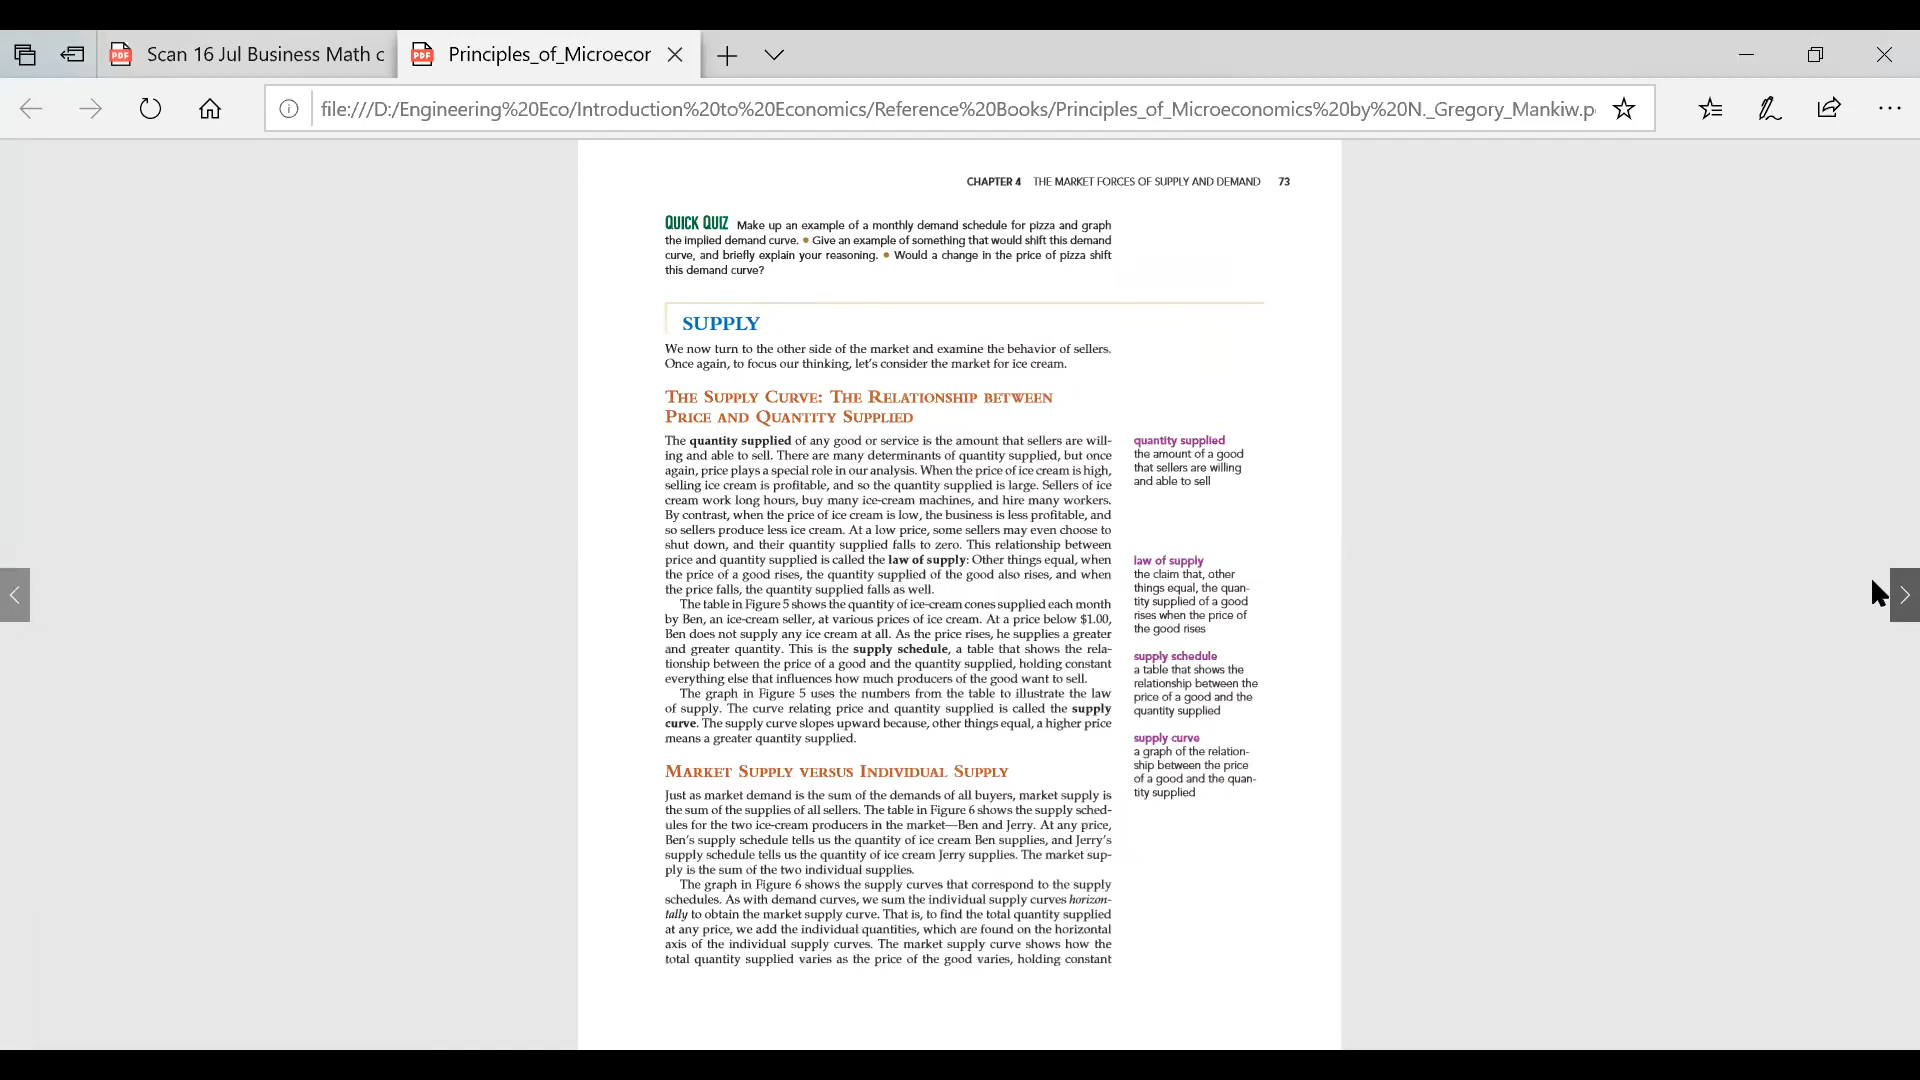 Scan 16 Jul Business Math c
Principles_of_Microecor
file:///D:/Engineering%20Eco/Introduction%20to%20Economics/Reference%20Books/Principles_of_Microeconomics%20by%20N._Gregory_Mankiw.p
CHAPTER 4 THE MARKET FORCES OF SUPPLY AND DEMAND 73
QUICK QUIZ Make up an example of a monthly demand schedule for pizza and graph
the implied demand curve. • Give an example of something that would shift this demand
curve, and briefly explain your reasoning. • Would a change in the price of pizza shift
this demand curve?
SUPPLY
We now turn to the other side of the market and examine the behavior of sellers.
Once again, to focus our thinking, let's consider the market for ice cream.
THE SUPPLY CURVE: THE RELATIONSHIP BETWEEN
PRICE AND QUANTITY SUPPLIED
The quantity supplied of any good or service is the amount that sellers are will-
ing and able to sell. There are many determinants of quantity supplied, but once
again, price plays a special role in our analysis. When the price of ice cream is high,
selling ice cream is profitable, and so the quantity supplied is large. Sellers of ice
cream work long hours, buy many ice-cream machines, and hire many workers.
By contrast, when the price of ice cream is low, the business is less profitable, and
so sellers produce less ice cream. At a low price, some sellers may even choose to
shut down, and their quantity supplied falls to zero. This relationship between
price and quantity supplied is called the law of supply: Other things equal, when
the price of a good rises, the quantity supplied of the good also rises, and when
the price falls, the quantity supplied falls as well.
The table in Figure 5 shows the quantity of ice-cream cones supplied each month
by Ben, an ice-cream seller, at various prices of ice cream. At a price below $1.00,
Ben does not supply any ice cream at all. As the price rises, he supplies a greater
and greater quantity. This is the supply schedule, a table that shows the rela-
tionship between the price of a good and the quantity supplied, holding constant
everything else that influences how much producers of the good want to sell.
The graph in Figure 5 uses the numbers from the table to illustrate the law
of supply. The curve relating price and quantity supplied is called the supply
curve. The supply curve slopes upward because, other things equal, a higher price
means a greater quantity supplied.
MARKET SUPPLY VERSUS INDIVIDUAL SUPPLY
Just as market demand is the sum of the demands of all buyers, market supply is
the sum of the supplies of all sellers. The table in Figure 6 shows the supply sched-
ules for the two ice-cream producers in the market—Ben and Jerry. At any price,
Ben's supply schedule tells us the quantity of ice cream Ben supplies, and Jerry's
supply schedule tells us the quantity of ice cream Jerry supplies. The market sup-
ply is the sum of the two individual supplies.
The graph in Figure 6 shows the supply curves that correspond to the supply
schedules. As with demand curves, we sum the individual supply curves horizon-
tally to obtain the market supply curve. That is, to find the total quantity supplied
at any price, we add the individual quantities, which are found on the horizontal
axis of the individual supply curves. The market supply curve shows how the
total quantity supplied varies as the price of the good varies, holding constant
quantity supplied
the amount of a good
that sellers are willing
and able to sell
law of supply
the claim that, other
things equal, the quan-
tity supplied of a good
rises when the price of
the good rises
supply schedule
a table that shows the
relationship between the
price of a good and the
quantity supplied
supply curve
a graph of the relation-
ship between the price
of a good and the quan-
tity supplied